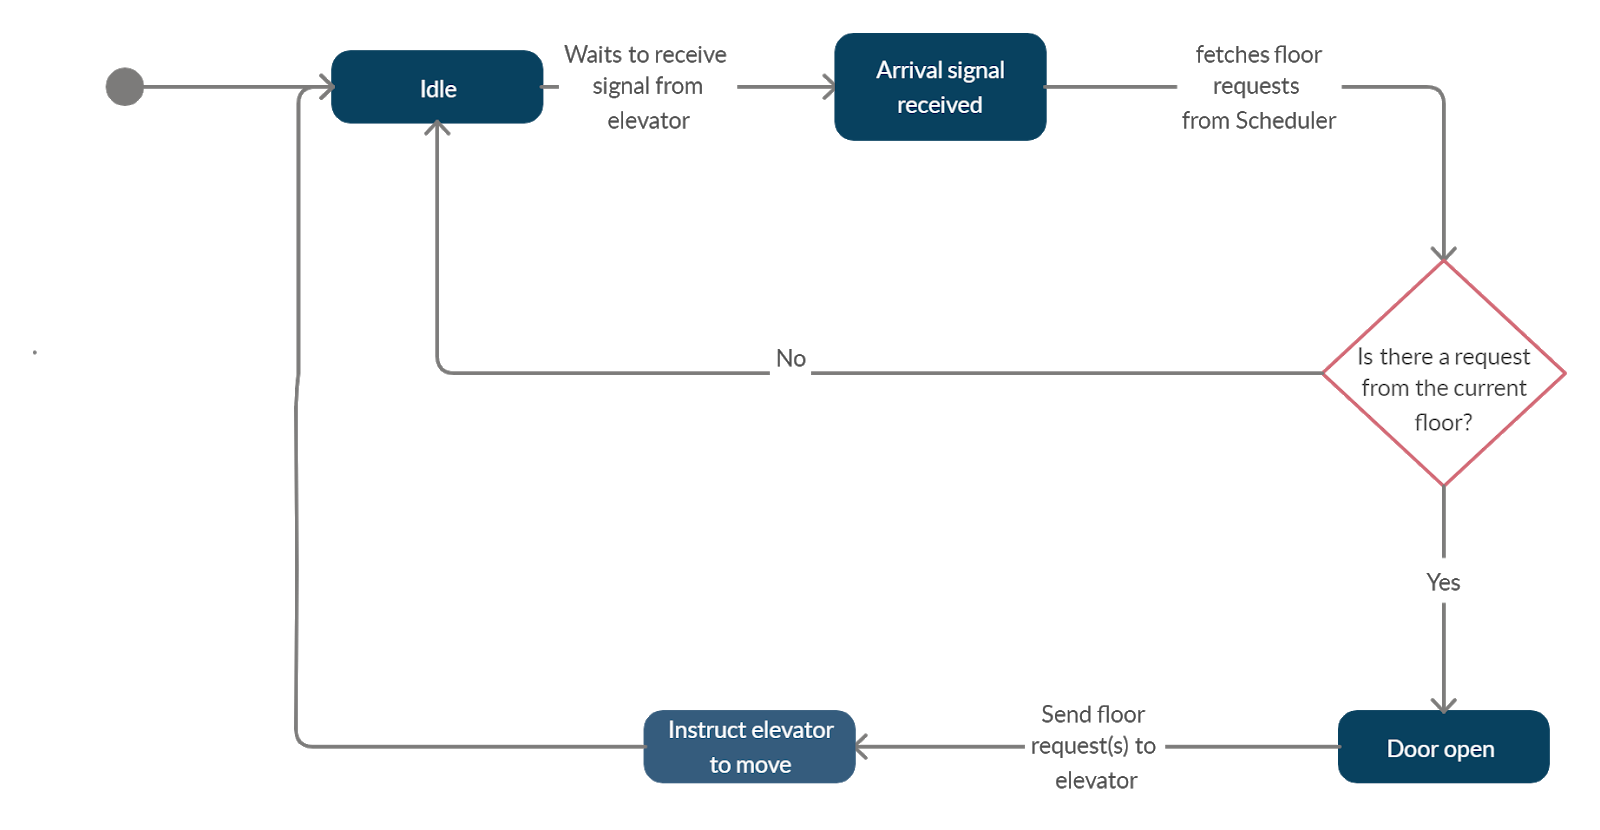 Idle
Waits to receive
signal from
elevator
Arrival signal
received
fetches floor
requests
from Scheduler
Is there a request
from the current
floor?
No
Yes
Door open
Send floor
request(s) to
elevator
Instruct elevator
to move